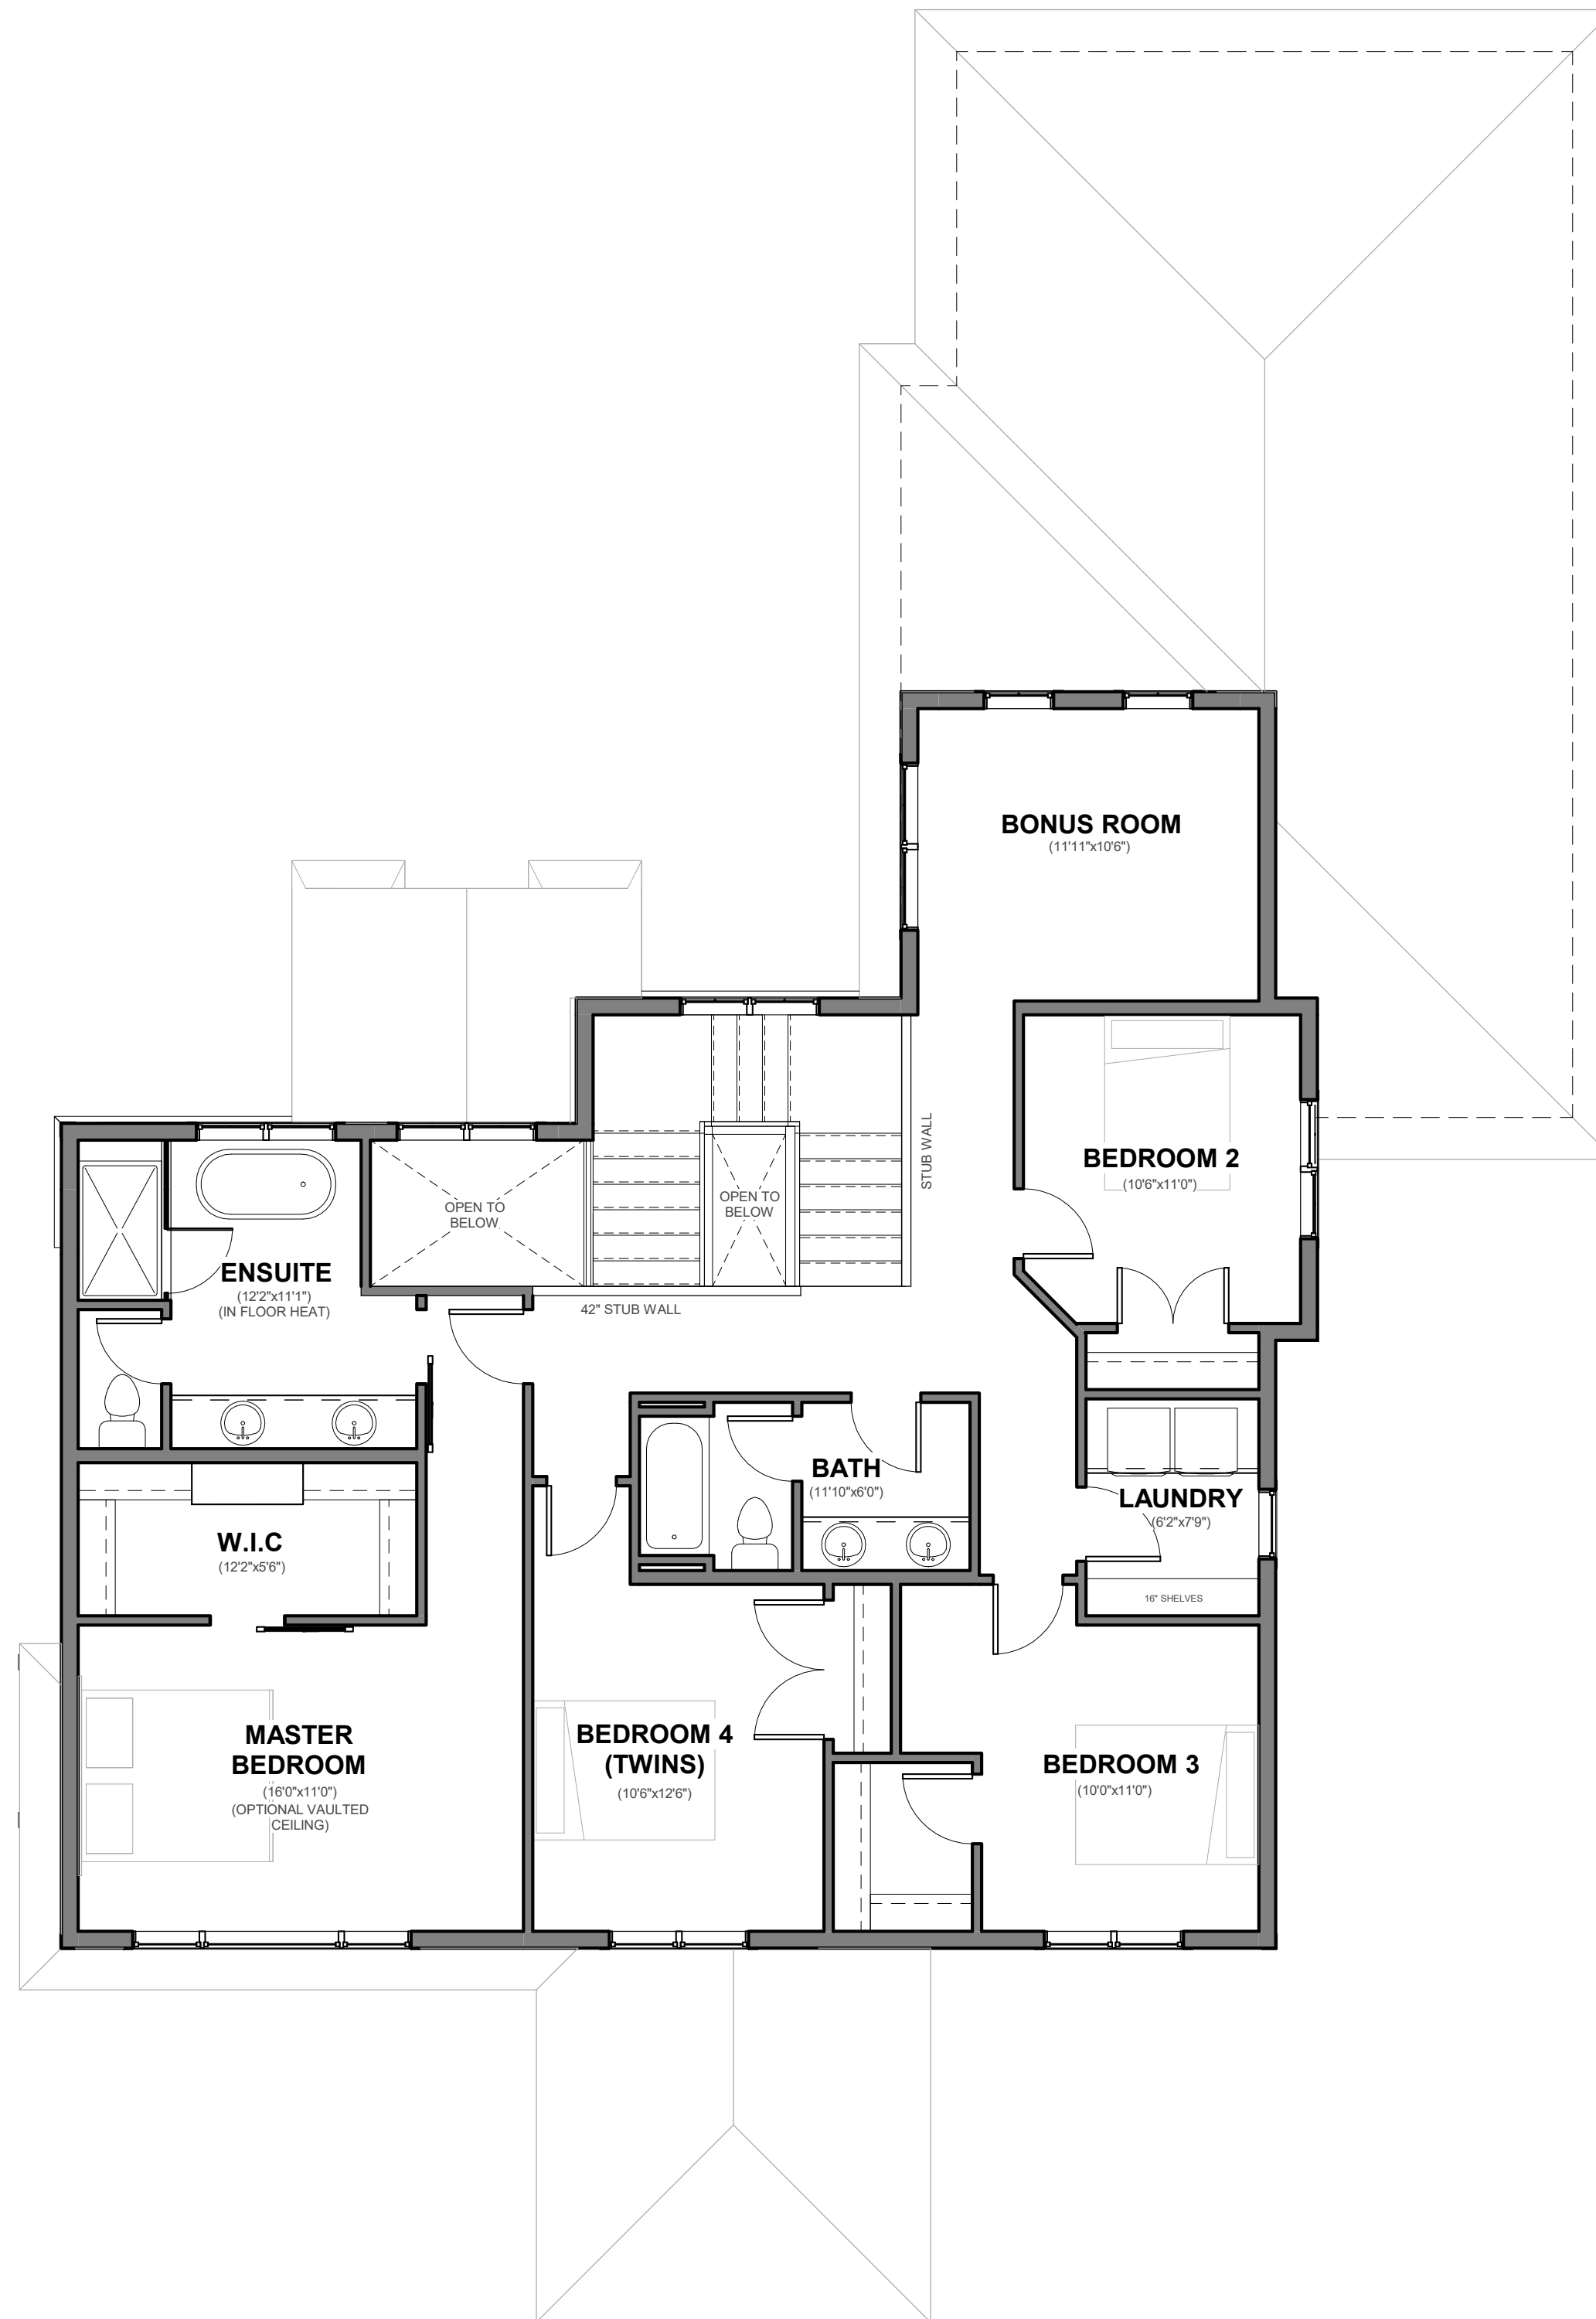 BONUS ROOM
(11'11"x10'6")
STUB WALL
BEDROOM 2
(10'6"x11'0")
OPEN TO
BELOW
OPEN TO
BELOW
ENSUITE
(12'2"x11'1")
(IN FLOOR HEAT)
42" STUB WALL
BATH
(11'10"x6'0")
LAUNDRY
(6'2"x7'9")
16" SHELVES
W.I.C
(12'2"x5'6")
MASTER
BEDROOM
(16'0"x11'0")
(OPTIONAL VAULTED
CEILING)
BEDROOM 4
(TWINS)
(10'6"x12'6")
BEDROOM 3
(10'0"x11'0")